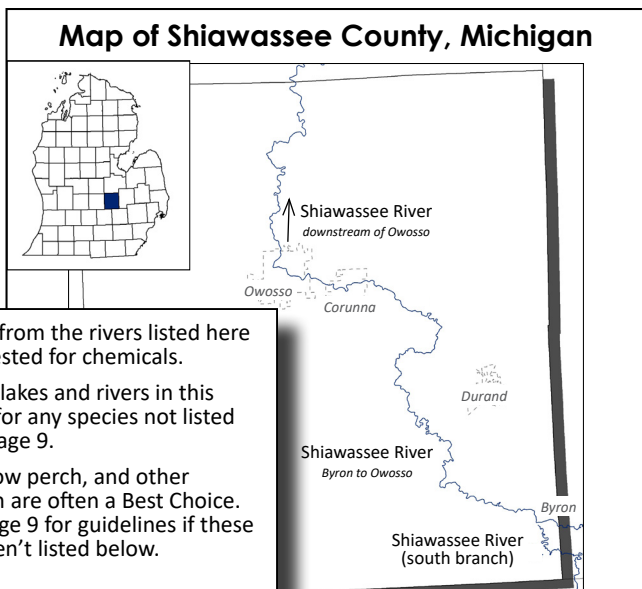 Map of Shiawassee County, Michigan
Shiawassee River
downstream of Owosso
Owosso
Corunna
Durand
Shiawassee River
Byron to Owosso
Byron
Shiawassee River
(south branch)
from the rivers listed here
ested for chemicals.
lakes and rivers in this
for any species not listed
age 9.
ow perch, and other
h are often a Best Choice.
ge 9 for guidelines if these
en't listed below.